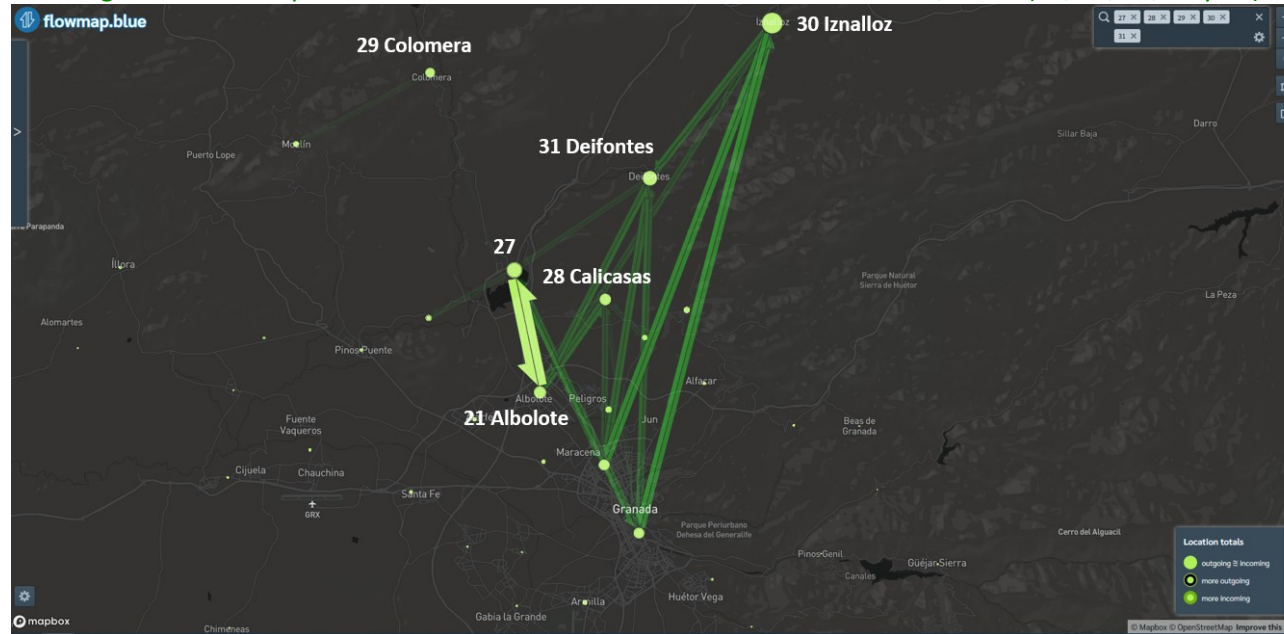 flowmap.blue
27 × 28 × 29 × 30 × ×
31 ×
30 Iznalloz
29 Colomera
Colomera
Darro
Sillar Baja
Moclín
Puerto Lope
31 Deifontes
Deifontes
Parapanda
27
Íllora
28 Calicasas
Parque Natural
Sierra de Huétor
La Peza
Alomartes
Pinos-Puente
Alfacar
Albolote
Peligros
21 Albolote
Jun
Fuente
Vaqueros
Beas de
Granada
Maracena
Cijuela
Chauchina
Santa Fe
GRX
Granada
Parque Periurbano
Dehesa del Generalife
Cerro del Alguacil
Pinos Genil
Güéjar Sierra
Canales
Huétor Vega
Armilla
Gabia la Grande
Chimeneas
Location totals
outgoing ≅ incoming
more outgoing
more incoming
mapbox
© Mapbox © OpenStreetMap Improve this